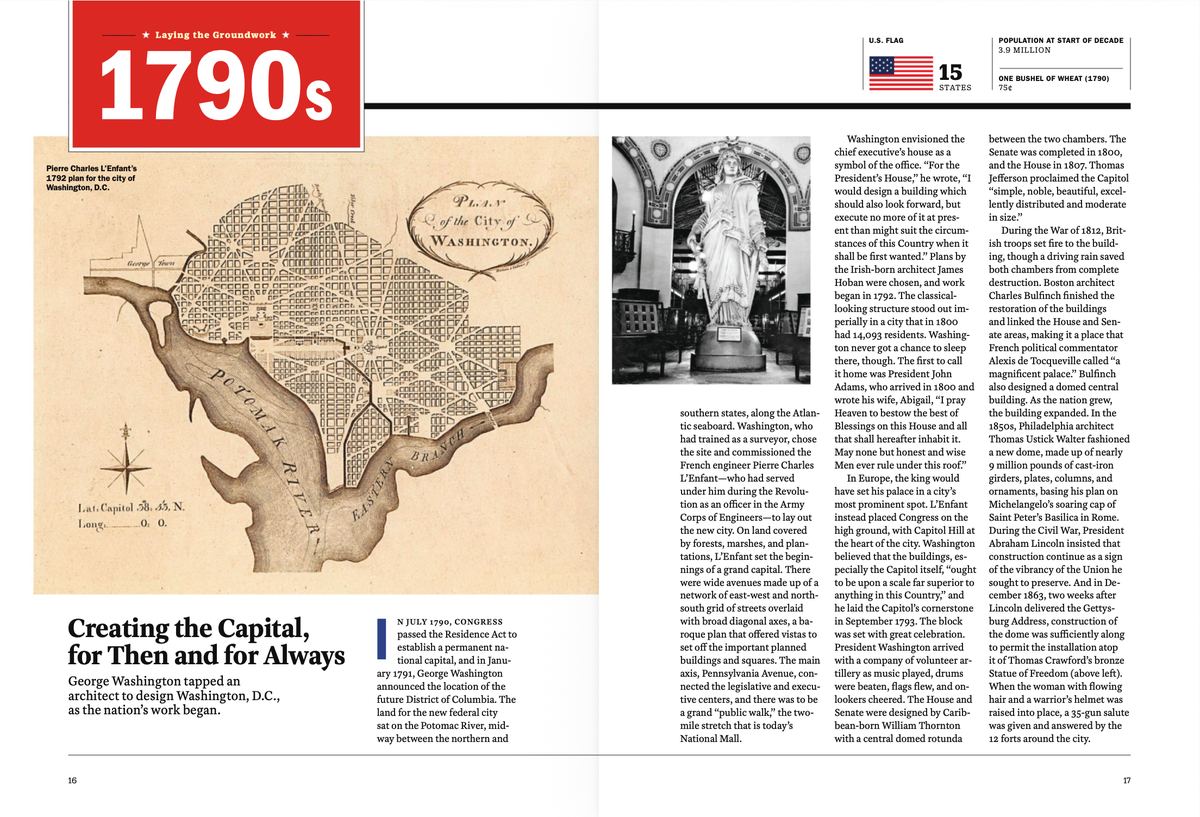 ★ Laying the Groundwork ★
1790s
U.S. FLAG
15
STATES
POPULATION AT START OF DECADE
3.9 MILLION
ONE BUSHEL OF WHEAT (1790)
75¢
Pierre Charles L’Enfant’s
1792 plan for the city of
Washington, D.C.
PLAN
of the City of
WASHINGTON.
George Town
POTOMAK RIVER
EASTERN BRANCH
Lat. Capitol 38. 53. N.
Long. 0. 0.
Creating the Capital,
for Then and for Always
George Washington tapped an
architect to design Washington, D.C.,
as the nation’s work began.
IN JULY 1790, CONGRESS
passed the Residence Act to
establish a permanent na-
tional capital, and in Janu-
ary 1791, George Washington
announced the location of the
future District of Columbia. The
land for the new federal city
sat on the Potomac River, mid-
way between the northern and
southern states, along the Atlan-
tic seaboard. Washington, who
had trained as a surveyor, chose
the site and commissioned the
French engineer Pierre Charles
L’Enfant—who had served
under him during the Revolu-
tion as an officer in the Army
Corps of Engineers—to lay out
the new city. On land covered
by forests, marshes, and plan-
tations, L’Enfant set the begin-
nings of a grand capital. There
were wide avenues made up of a
network of east-west and north-
south grid of streets overlaid
with broad diagonal axes, a ba-
roque plan that offered vistas to
set off the important planned
buildings and squares. The main
axis, Pennsylvania Avenue, con-
nected the legislative and execu-
tive centers, and there was to be
a grand “public walk,” the two-
mile stretch that is today’s
National Mall.
Washington envisioned the
chief executive’s house as a
symbol of the office. “For the
President’s House,” he wrote, “I
would design a building which
should also look forward, but
execute no more of it at pres-
ent than might suit the circum-
stances of this Country when it
shall be first wanted.” Plans by
the Irish-born architect James
Hoban were chosen, and work
began in 1792. The classical-
looking structure stood out im-
perially in a city that in 1800
had 14,093 residents. Washing-
ton never got a chance to sleep
there, though. The first to call
it home was President John
Adams, who arrived in 1800 and
wrote his wife, Abigail, “I pray
Heaven to bestow the best of
Blessings on this House and all
that shall hereafter inhabit it.
May none but honest and wise
Men ever rule under this roof.”
In Europe, the king would
have set his palace in a city’s
most prominent spot. L’Enfant
instead placed Congress on the
high ground, with Capitol Hill at
the heart of the city. Washington
believed that the buildings, es-
pecially the Capitol itself, “ought
to be upon a scale far superior to
anything in this Country,” and
he laid the Capitol’s cornerstone
in September 1793. The block
was set with great celebration.
President Washington arrived
with a company of volunteer ar-
tillery as music played, drums
were beaten, flags flew, and on-
lookers cheered. The House and
Senate were designed by Carib-
bean-born William Thornton
with a central domed rotunda
between the two chambers. The
Senate was completed in 1800,
and the House in 1807. Thomas
Jefferson proclaimed the Capitol
“simple, noble, beautiful, excel-
lently distributed and moderate
in size.”
During the War of 1812, Brit-
ish troops set fire to the build-
ing, though a driving rain saved
both chambers from complete
destruction. Boston architect
Charles Bulfinch finished the
restoration of the buildings
and linked the House and Sen-
ate areas, making it a place that
French political commentator
Alexis de Tocqueville called “a
magnificent palace.” Bulfinch
also designed a domed central
building. As the nation grew,
the building expanded. In the
1850s, Philadelphia architect
Thomas Ustick Walter fashioned
a new dome, made up of nearly
9 million pounds of cast-iron
girders, plates, columns, and
ornaments, basing his plan on
Michelangelo’s soaring cap of
Saint Peter’s Basilica in Rome.
During the Civil War, President
Abraham Lincoln insisted that
construction continue as a sign
of the vibrancy of the Union he
sought to preserve. And in De-
cember 1863, two weeks after
Lincoln delivered the Gettys-
burg Address, construction of
the dome was sufficiently along
to permit the installation atop
it of Thomas Crawford’s bronze
Statue of Freedom (above left).
When the woman with flowing
hair and a warrior’s helmet was
raised into place, a 35-gun salute
was given and answered by the
12 forts around the city.
16
17